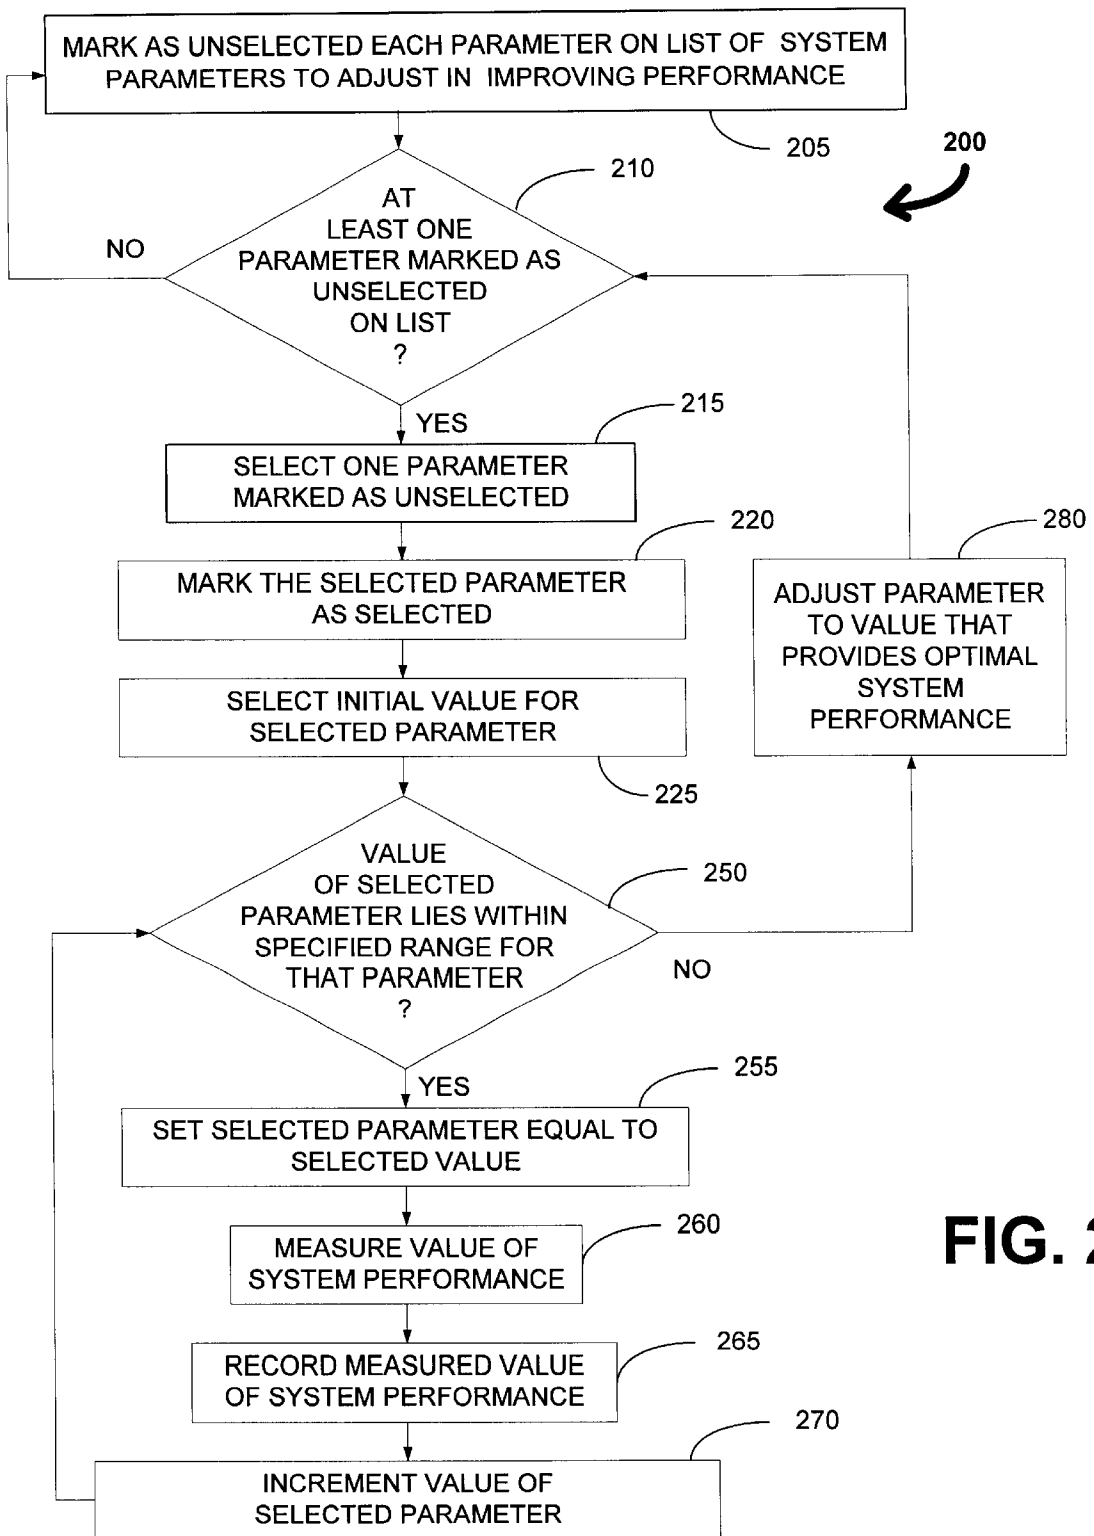 MARK AS UNSELECTED EACH PARAMETER ON LIST OF SYSTEM
PARAMETERS TO ADJUST IN IMPROVING PERFORMANCE
205
200
210
AT
LEAST ONE
PARAMETER MARKED AS
UNSELECTED
ON LIST
?
NO
YES
215
SELECT ONE PARAMETER
MARKED AS UNSELECTED
220
MARK THE SELECTED PARAMETER
AS SELECTED
280
ADJUST PARAMETER
TO VALUE THAT
PROVIDES OPTIMAL
SYSTEM
PERFORMANCE
SELECT INITIAL VALUE FOR
SELECTED PARAMETER
225
VALUE
OF SELECTED
PARAMETER LIES WITHIN
SPECIFIED RANGE FOR
THAT PARAMETER
?
250
NO
YES
255
SET SELECTED PARAMETER EQUAL TO
SELECTED VALUE
260
MEASURE VALUE OF
SYSTEM PERFORMANCE
FIG. 2
265
RECORD MEASURED VALUE
OF SYSTEM PERFORMANCE
270
INCREMENT VALUE OF
SELECTED PARAMETER